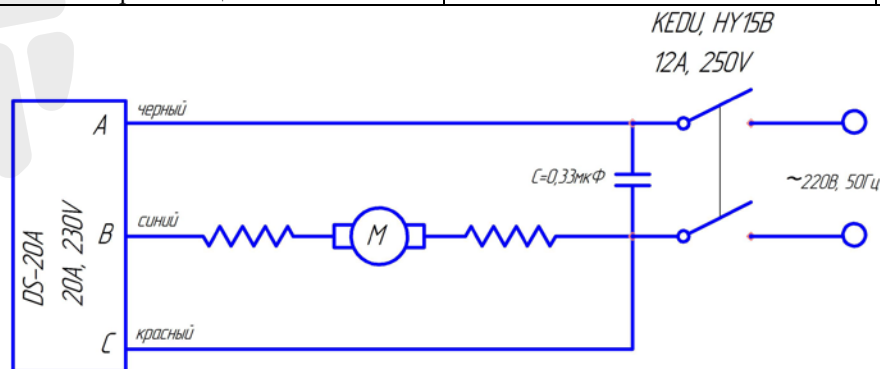 KEDU, HY15B
12A, 250V
A
черный
C=0,33мкФ
~220В, 50Гц
DS-20A
20A, 230V
B
синий
M
C
красный